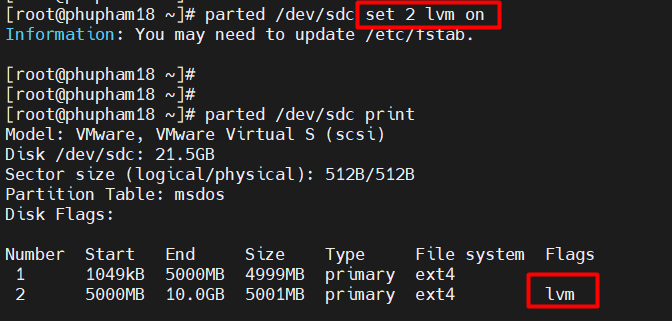 [root@phupham18 ~]# parted /dev/sdc set 2 lvm on
Information: You may need to update /etc/fstab.
[root@phupham18 ~]#
[root@phupham18 ~]#
[root@phupham18 ~]# parted /dev/sdc print
Model: VMware, VMware Virtual S (scsi)
Disk /dev/sdc: 21.5GB
Sector size (logical/physical): 512B/512B
Partition Table: msdos
Disk Flags:
Number  Start   End     Size    Type     File system  Flags
 1      1049kB  5000MB  4999MB  primary  ext4
 2      5000MB  10.0GB  5001MB  primary  ext4         lvm